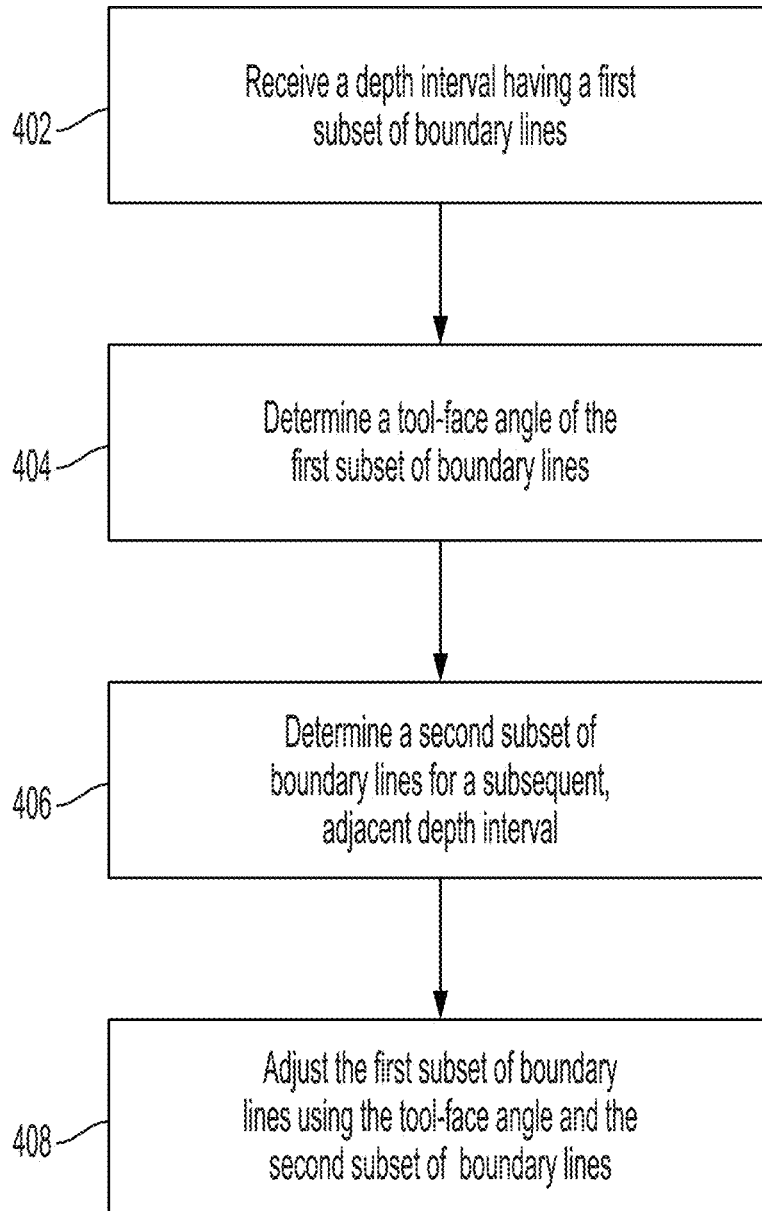 Receive a depth interval having a first
subset of boundary lines
402
Determine a tool-face angle of the
first subset of boundary lines
404
Determine a second subset of
boundary lines for a subsequent,
adjacent depth interval
406
Adjust the first subset of boundary
lines using the tool-face angle and the
second subset of boundary lines
408